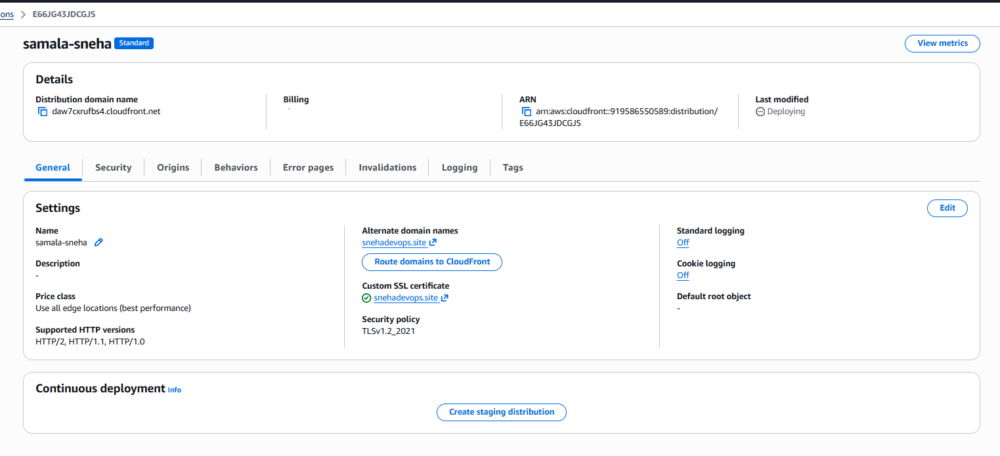 ons > E66JG43JDCGJS
samala-sneha Standard
View metrics
Details
Distribution domain name
daw7cxrufbs4.cloudfront.net
Billing
-
ARN
arn:aws:cloudfront::919586550589:distribution/
E66JG43JDCGJS
Last modified
Deploying
General
Security
Origins
Behaviors
Error pages
Invalidations
Logging
Tags
Settings
Edit
Name
samala-sneha
Description
-
Price class
Use all edge locations (best performance)
Supported HTTP versions
HTTP/2, HTTP/1.1, HTTP/1.0
Alternate domain names
snehadevops.site
Route domains to CloudFront
Custom SSL certificate
snehadevops.site
Security policy
TLSv1.2_2021
Standard logging
Off
Cookie logging
Off
Default root object
-
Continuous deployment Info
Create staging distribution